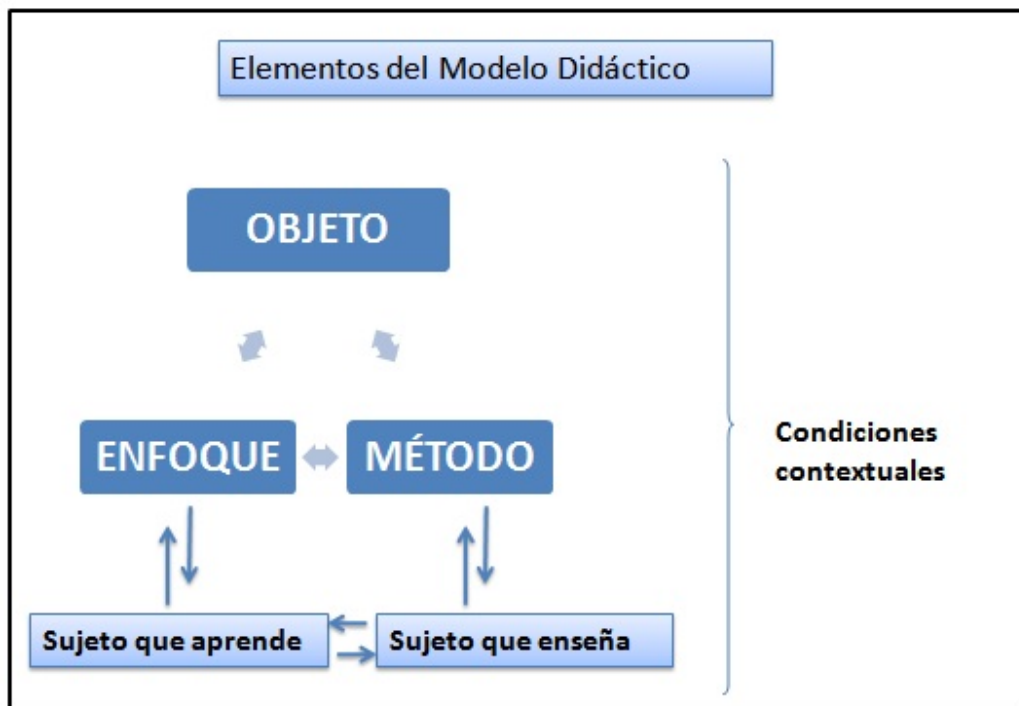 Elementos del Modelo Didáctico
OBJETO
ENFOQUE
MÉTODO
Condiciones
contextuales
Sujeto que aprende
Sujeto que enseña